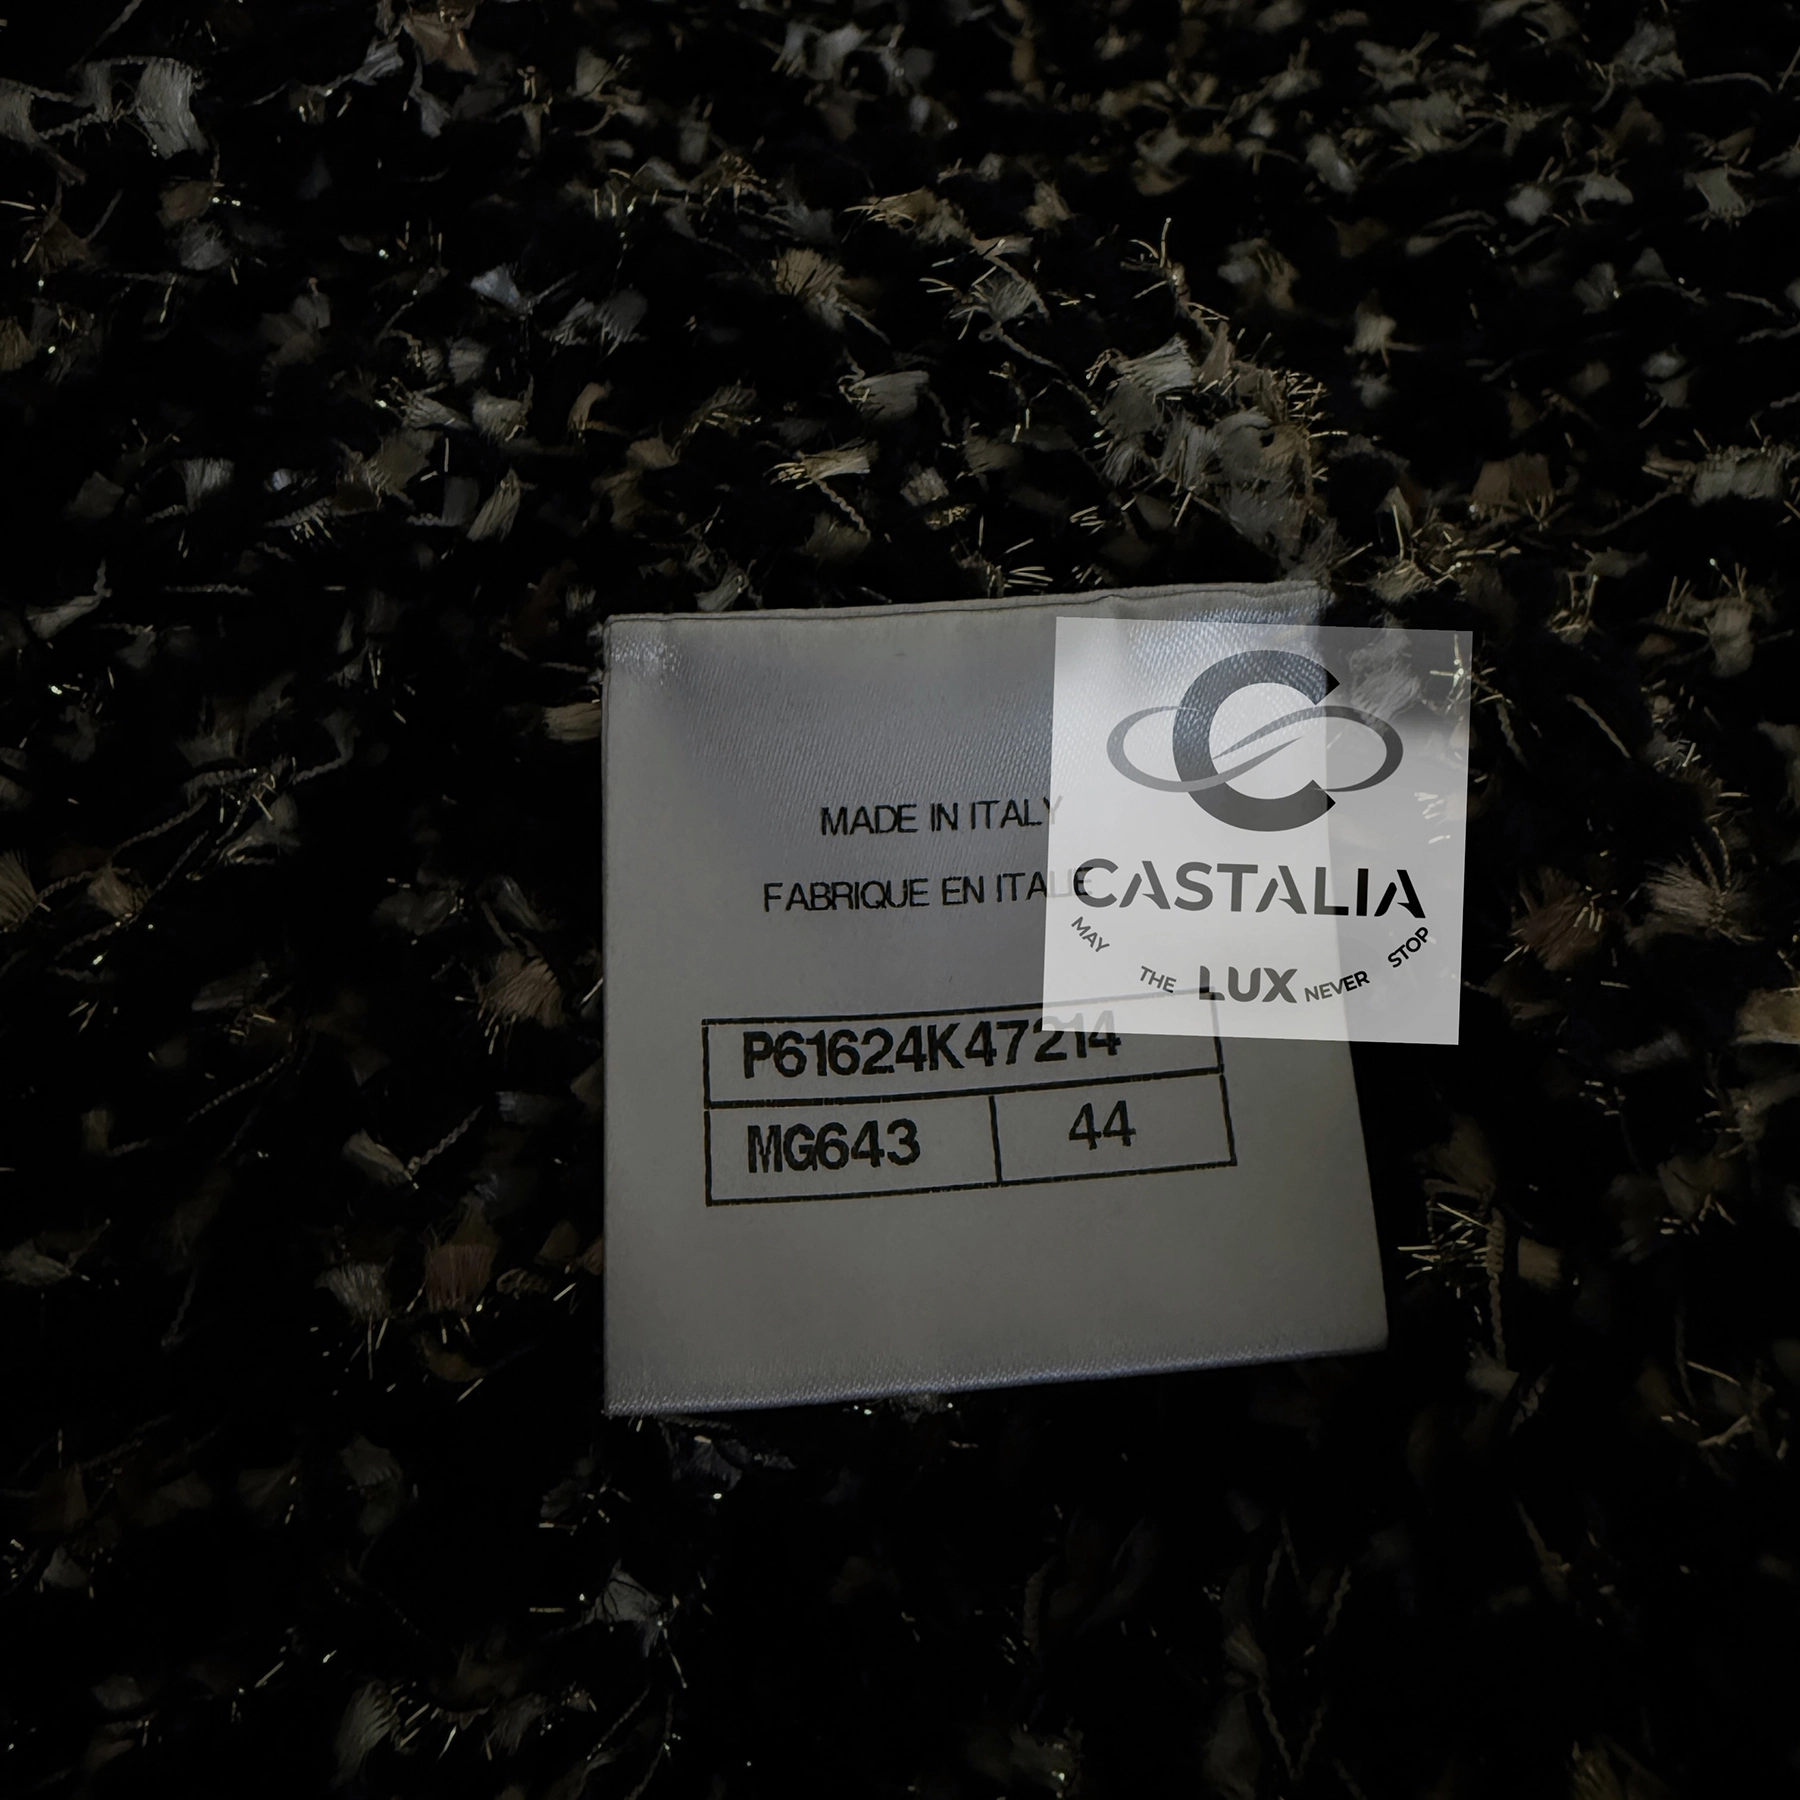 MADE IN ITALY
FABRIQUE EN ITALIE
P61624K47214
MG643
44
C
CASTALIA
MAY THE LUX NEVER STOP